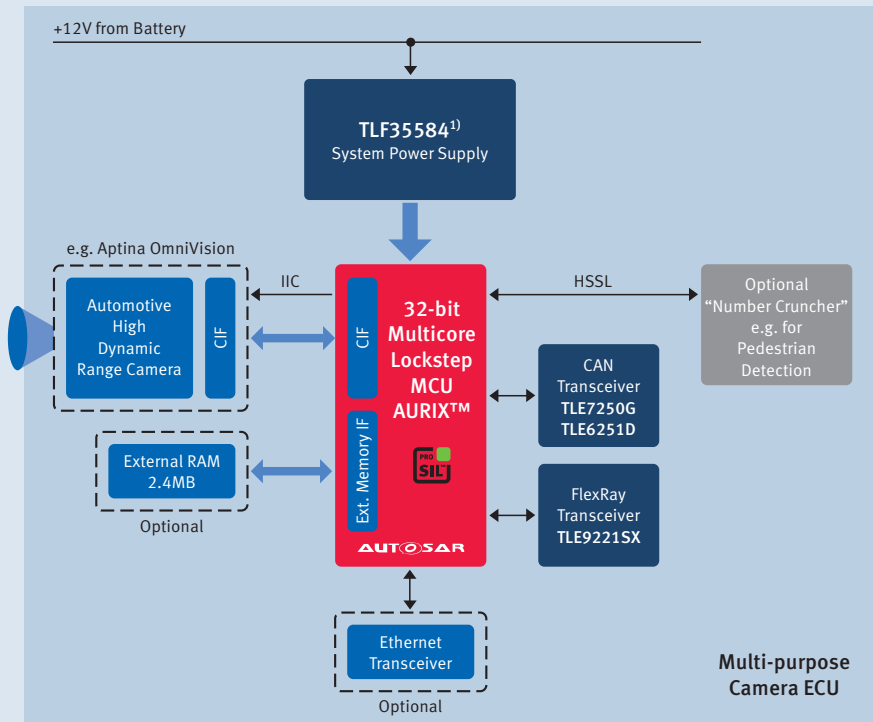 +12V from Battery
TLF35584¹⁾
System Power Supply
e.g. Aptina OmniVision
Automotive
High
Dynamic
Range Camera
CIF
IIC
CIF
32-bit
Multicore
Lockstep
MCU
AURIX™
HSSL
Optional
“Number Cruncher”
e.g. for
Pedestrian
Detection
CAN
Transceiver
TLE7250G
TLE6251D
External RAM
2.4MB
Optional
Ext. Memory IF
PRO
SIL™
AUTOSAR
FlexRay
Transceiver
TLE9221SX
Ethernet
Transceiver
Optional
Multi-purpose
Camera ECU